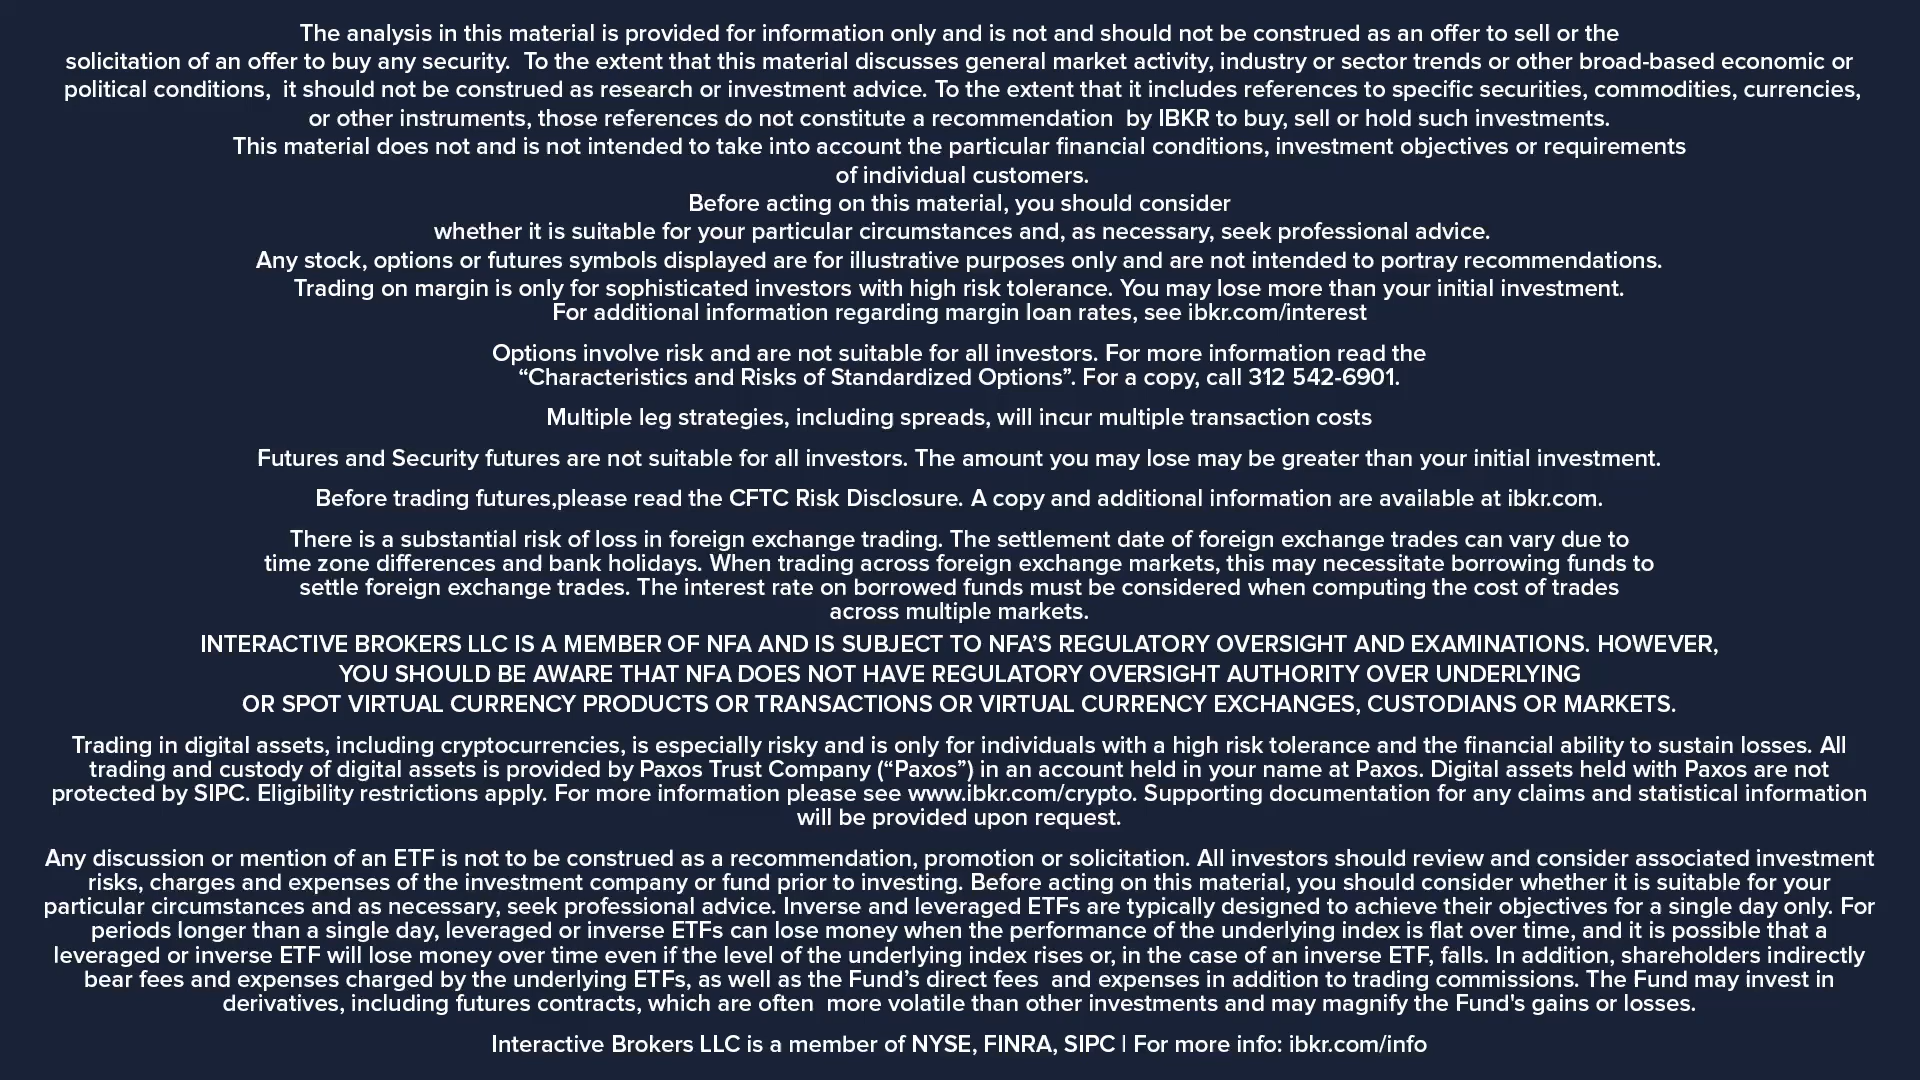 The analysis in this material is provided for information only and is not and should not be construed as an offer to sell or the
solicitation of an offer to buy any security.  To the extent that this material discusses general market activity, industry or sector trends or other broad-based economic or
political conditions,  it should not be construed as research or investment advice. To the extent that it includes references to specific securities, commodities, currencies,
or other instruments, those references do not constitute a recommendation  by IBKR to buy, sell or hold such investments.
This material does not and is not intended to take into account the particular financial conditions, investment objectives or requirements
of individual customers.
Before acting on this material, you should consider
whether it is suitable for your particular circumstances and, as necessary, seek professional advice.
Any stock, options or futures symbols displayed are for illustrative purposes only and are not intended to portray recommendations.
Trading on margin is only for sophisticated investors with high risk tolerance. You may lose more than your initial investment.
For additional information regarding margin loan rates, see ibkr.com/interest
Options involve risk and are not suitable for all investors. For more information read the
“Characteristics and Risks of Standardized Options”. For a copy, call 312 542-6901.
Multiple leg strategies, including spreads, will incur multiple transaction costs
Futures and Security futures are not suitable for all investors. The amount you may lose may be greater than your initial investment.
Before trading futures,please read the CFTC Risk Disclosure. A copy and additional information are available at ibkr.com.
There is a substantial risk of loss in foreign exchange trading. The settlement date of foreign exchange trades can vary due to
time zone differences and bank holidays. When trading across foreign exchange markets, this may necessitate borrowing funds to
settle foreign exchange trades. The interest rate on borrowed funds must be considered when computing the cost of trades
across multiple markets.
INTERACTIVE BROKERS LLC IS A MEMBER OF NFA AND IS SUBJECT TO NFA’S REGULATORY OVERSIGHT AND EXAMINATIONS. HOWEVER,
YOU SHOULD BE AWARE THAT NFA DOES NOT HAVE REGULATORY OVERSIGHT AUTHORITY OVER UNDERLYING
OR SPOT VIRTUAL CURRENCY PRODUCTS OR TRANSACTIONS OR VIRTUAL CURRENCY EXCHANGES, CUSTODIANS OR MARKETS.
Trading in digital assets, including cryptocurrencies, is especially risky and is only for individuals with a high risk tolerance and the financial ability to sustain losses. All
trading and custody of digital assets is provided by Paxos Trust Company (“Paxos”) in an account held in your name at Paxos. Digital assets held with Paxos are not
protected by SIPC. Eligibility restrictions apply. For more information please see www.ibkr.com/crypto. Supporting documentation for any claims and statistical information
will be provided upon request.
Any discussion or mention of an ETF is not to be construed as a recommendation, promotion or solicitation. All investors should review and consider associated investment
risks, charges and expenses of the investment company or fund prior to investing. Before acting on this material, you should consider whether it is suitable for your
particular circumstances and as necessary, seek professional advice. Inverse and leveraged ETFs are typically designed to achieve their objectives for a single day only. For
periods longer than a single day, leveraged or inverse ETFs can lose money when the performance of the underlying index is flat over time, and it is possible that a
leveraged or inverse ETF will lose money over time even if the level of the underlying index rises or, in the case of an inverse ETF, falls. In addition, shareholders indirectly
bear fees and expenses charged by the underlying ETFs, as well as the Fund’s direct fees  and expenses in addition to trading commissions. The Fund may invest in
derivatives, including futures contracts, which are often  more volatile than other investments and may magnify the Fund's gains or losses.
Interactive Brokers LLC is a member of NYSE, FINRA, SIPC | For more info: ibkr.com/info